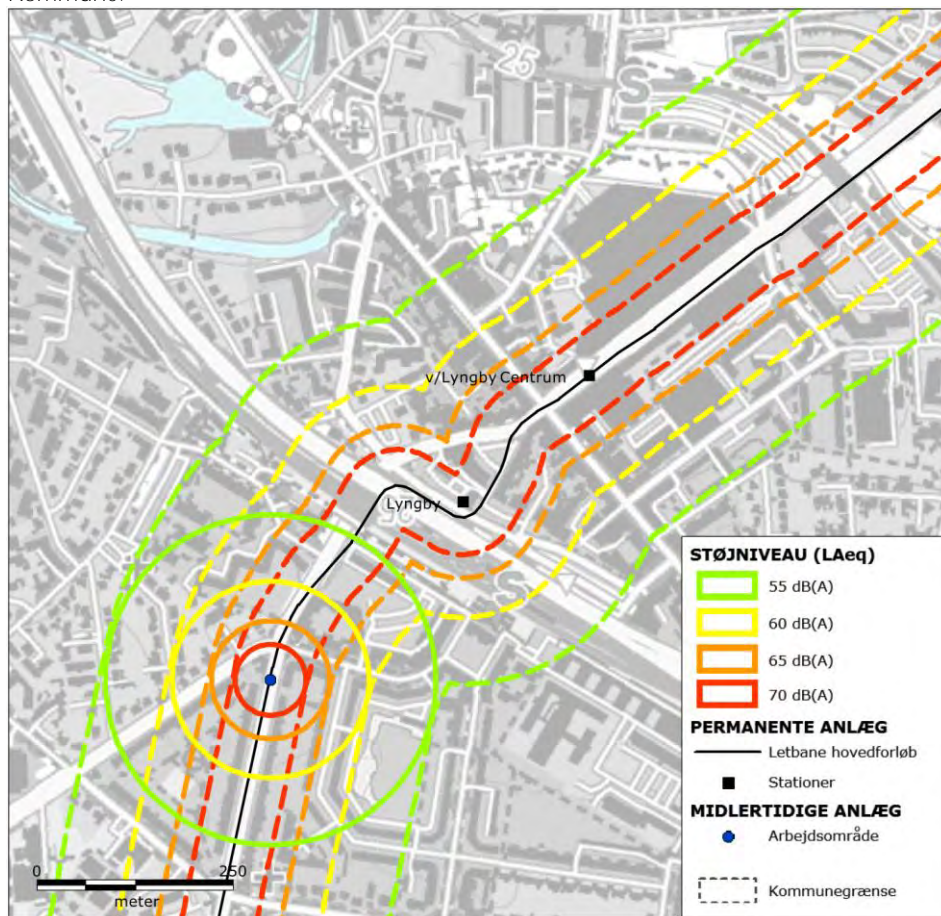 25
S
v/Lyngby Centrum
Lyngby
S
0
250
meter
STØJNIVEAU (LAeq)
55 dB(A)
60 dB(A)
65 dB(A)
70 dB(A)
PERMANENTE ANLÆG
Letbane hovedforløb
Stationer
MIDLERTIDIGE ANLÆG
Arbejdsområde
Kommunegrænse